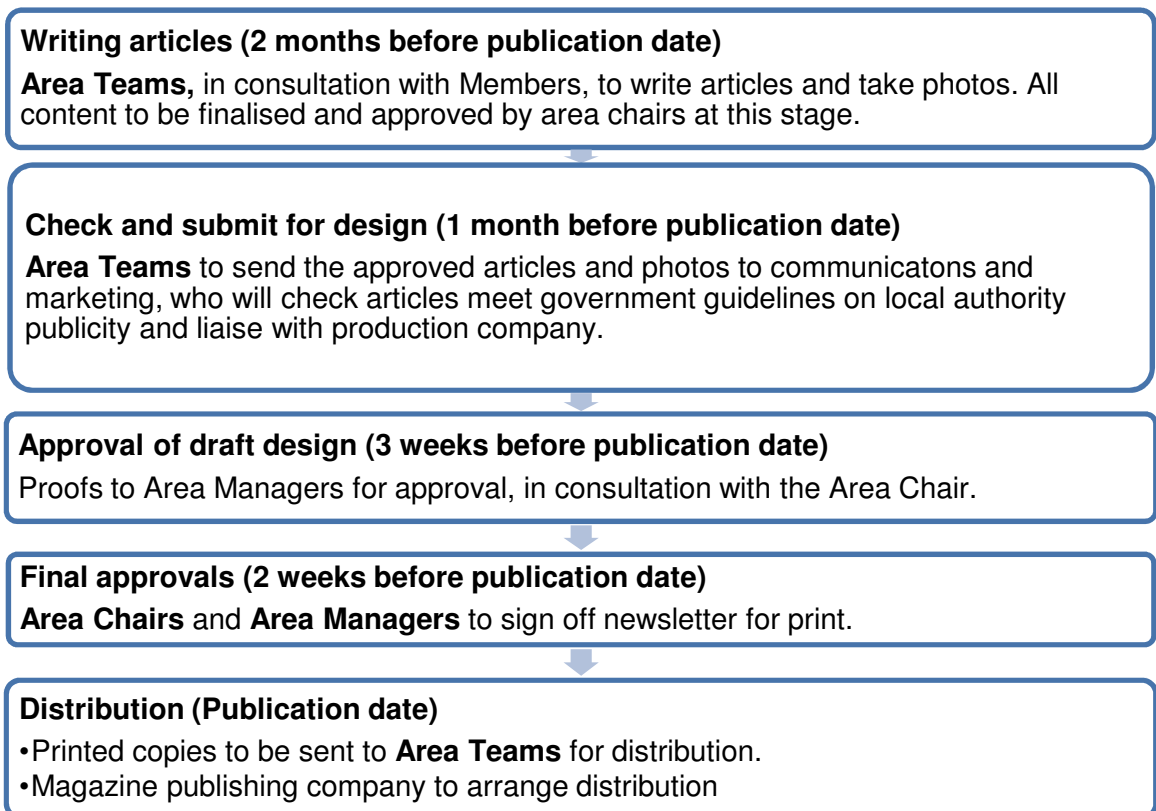 Writing articles (2 months before publication date)
Area Teams, in consultation with Members, to write articles and take photos. All
content to be finalised and approved by area chairs at this stage.
Check and submit for design (1 month before publication date)
Area Teams to send the approved articles and photos to communicatons and
marketing, who will check articles meet government guidelines on local authority
publicity and liaise with production company.
Approval of draft design (3 weeks before publication date)
Proofs to Area Managers for approval, in consultation with the Area Chair.
Final approvals (2 weeks before publication date)
Area Chairs and Area Managers to sign off newsletter for print.
Distribution (Publication date)
•Printed copies to be sent to Area Teams for distribution.
•Magazine publishing company to arrange distribution